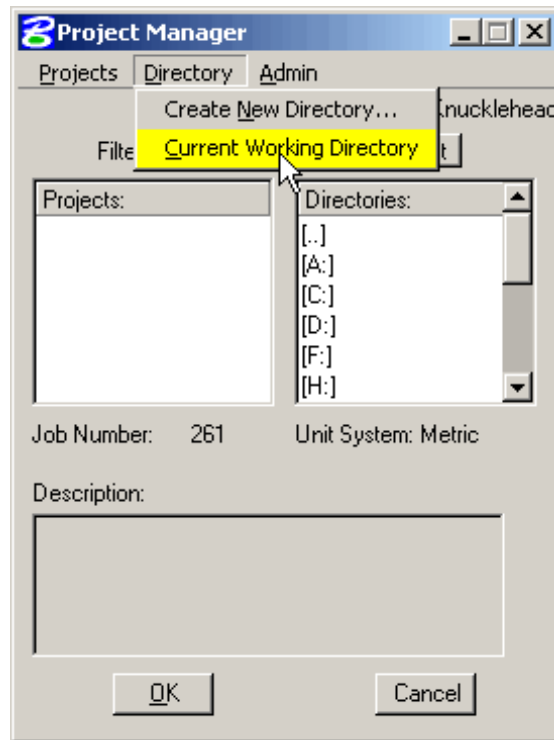 Project Manager
Projects Directory Admin
Create New Directory...
Current Working Directory
Projects:
Directories:
[..]
[A:]
[C:]
[D:]
[F:]
[H:]
Job Number: 261 Unit System: Metric
Description:
OK Cancel